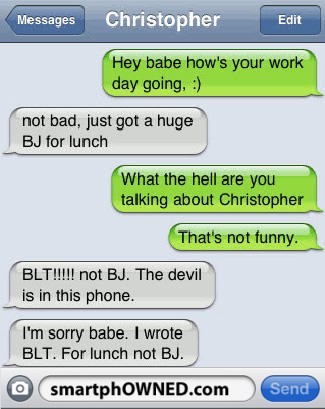 Messages
Christopher
Edit
Hey babe how's your work
day going, :)
not bad, just got a huge
BJ for lunch
What the hell are you
talking about Christopher
That's not funny.
BLT!!!!! not BJ. The devil
is in this phone.
I'm sorry babe. I wrote
BLT. For lunch not BJ.
smartphOWNED.com
Send